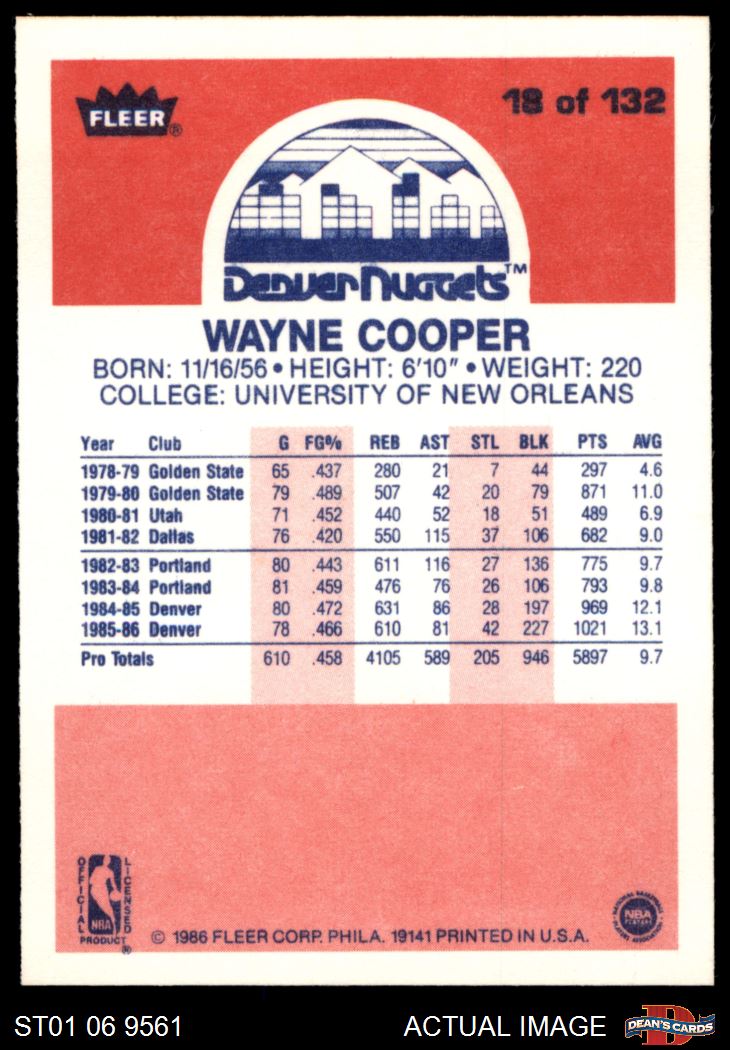 FLEER®
18 of 132
Denver Nuggets™
WAYNE COOPER
BORN: 11/16/56 • HEIGHT: 6'10" • WEIGHT: 220
COLLEGE: UNIVERSITY OF NEW ORLEANS
Year Club G FG% REB AST STL BLK PTS AVG
1978-79 Golden State 65 .437 280 21 7 44 297 4.6
1979-80 Golden State 79 .489 507 42 20 79 871 11.0
1980-81 Utah 71 .452 440 52 18 51 489 6.9
1981-82 Dallas 76 .420 550 115 37 106 682 9.0
1982-83 Portland 80 .443 611 116 27 136 775 9.7
1983-84 Portland 81 .459 476 76 26 106 793 9.8
1984-85 Denver 80 .472 631 86 28 197 969 12.1
1985-86 Denver 78 .466 610 81 42 227 1021 13.1
Pro Totals 610 .458 4105 589 205 946 5897 9.7
OFFICIAL LICENSED
NBA
PRODUCT®
NATIONAL BASKETBALL
NBA
PLAYERS
ASSOCIATION
© 1986 FLEER CORP. PHILA. 19141 PRINTED IN U.S.A.
ST01 06 9561
ACTUAL IMAGE
D
DEAN'S CARDS